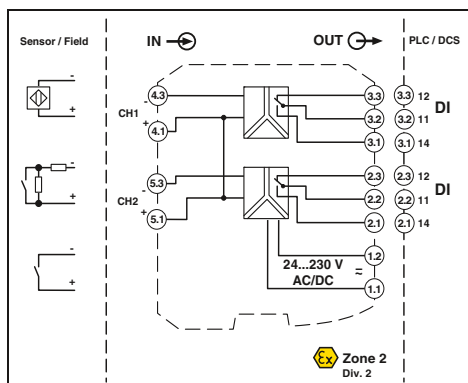 Sensor / Field
IN
OUT
PLC / DCS
-
+
-
+
-
+
4.3
-
CH1
+
4.1
5.3
-
CH2
+
5.1
3.3 3.3 12
3.2 3.2 11
3.1 3.1 14
DI
2.3 2.3 12
2.2 2.2 11
2.1 2.1 14
DI
1.2
24...230 V
AC/DC
≈
1.1
Ex Zone 2
Div. 2